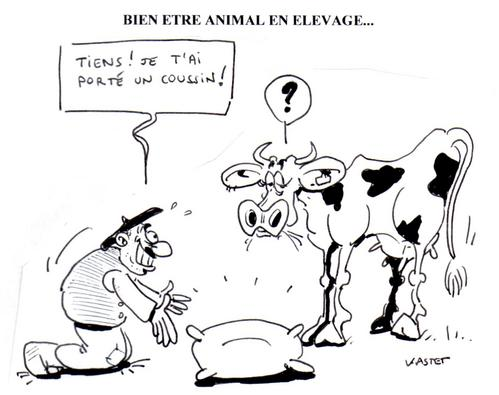 BIEN ETRE ANIMAL EN ELEVAGE...
TIENS! JE T'AI
PORTÉ UN COUSSIN!
?
KASTET